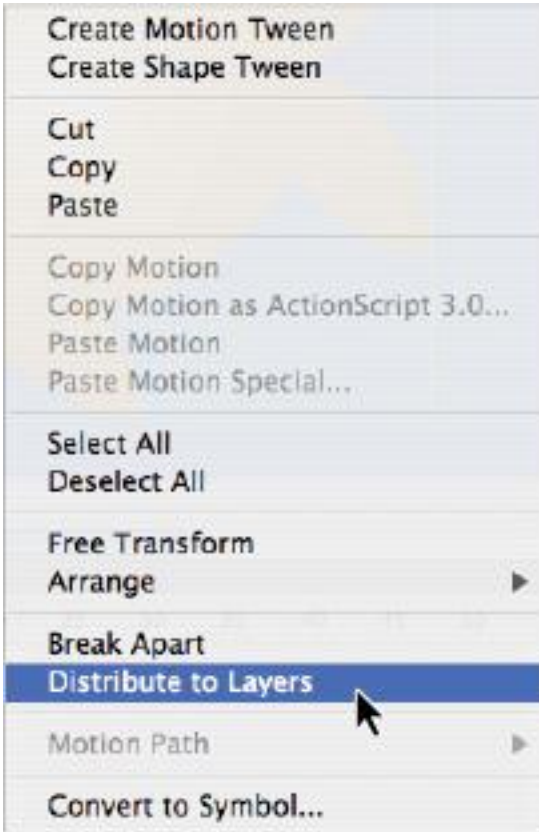 Create Motion Tween
Create Shape Tween
Cut
Copy
Paste
Copy Motion
Copy Motion as ActionScript 3.0...
Paste Motion
Paste Motion Special...
Select All
Deselect All
Free Transform
Arrange
Break Apart
Distribute to Layers
Motion Path
Convert to Symbol...